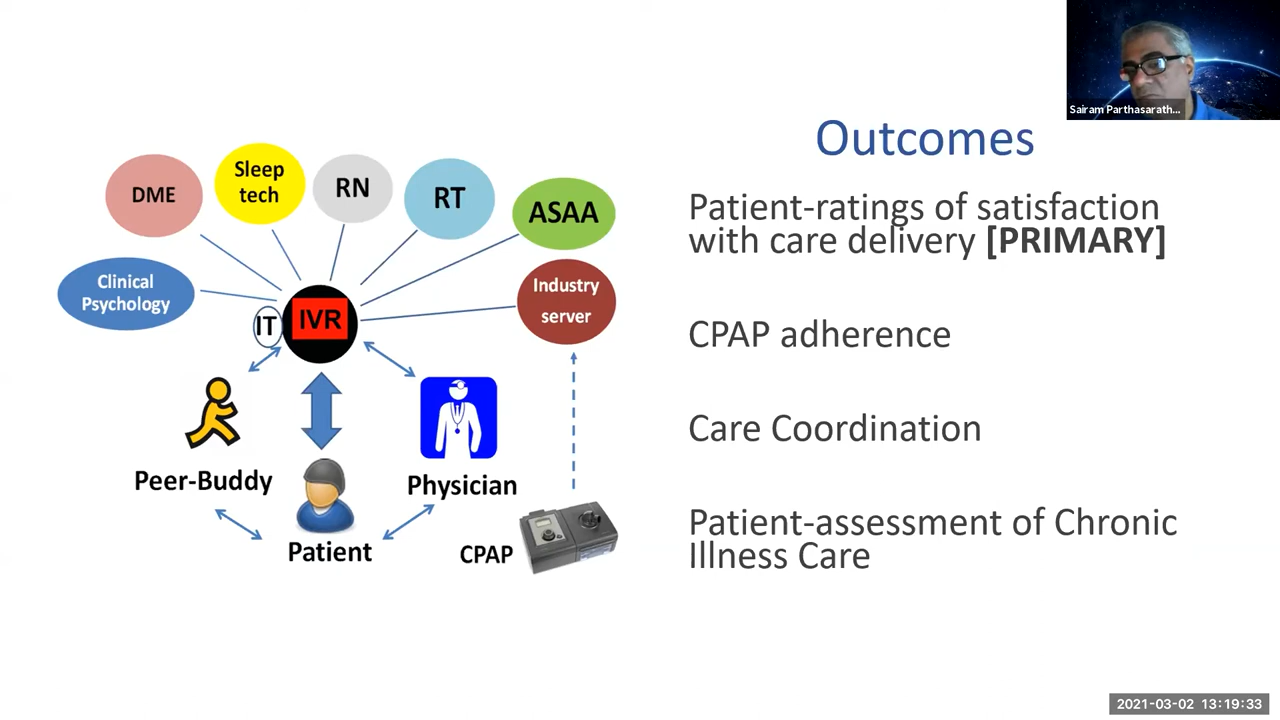 Sairam Parthasarath...
Outcomes
Patient-ratings of satisfaction
with care delivery [PRIMARY]
CPAP adherence
Care Coordination
Patient-assessment of Chronic
Illness Care
DME
Sleep
tech
RN
RT
ASAA
Clinical
Psychology
Industry
server
IT
IVR
Peer-Buddy
Physician
Patient
CPAP
2021-03-02 13:19:33